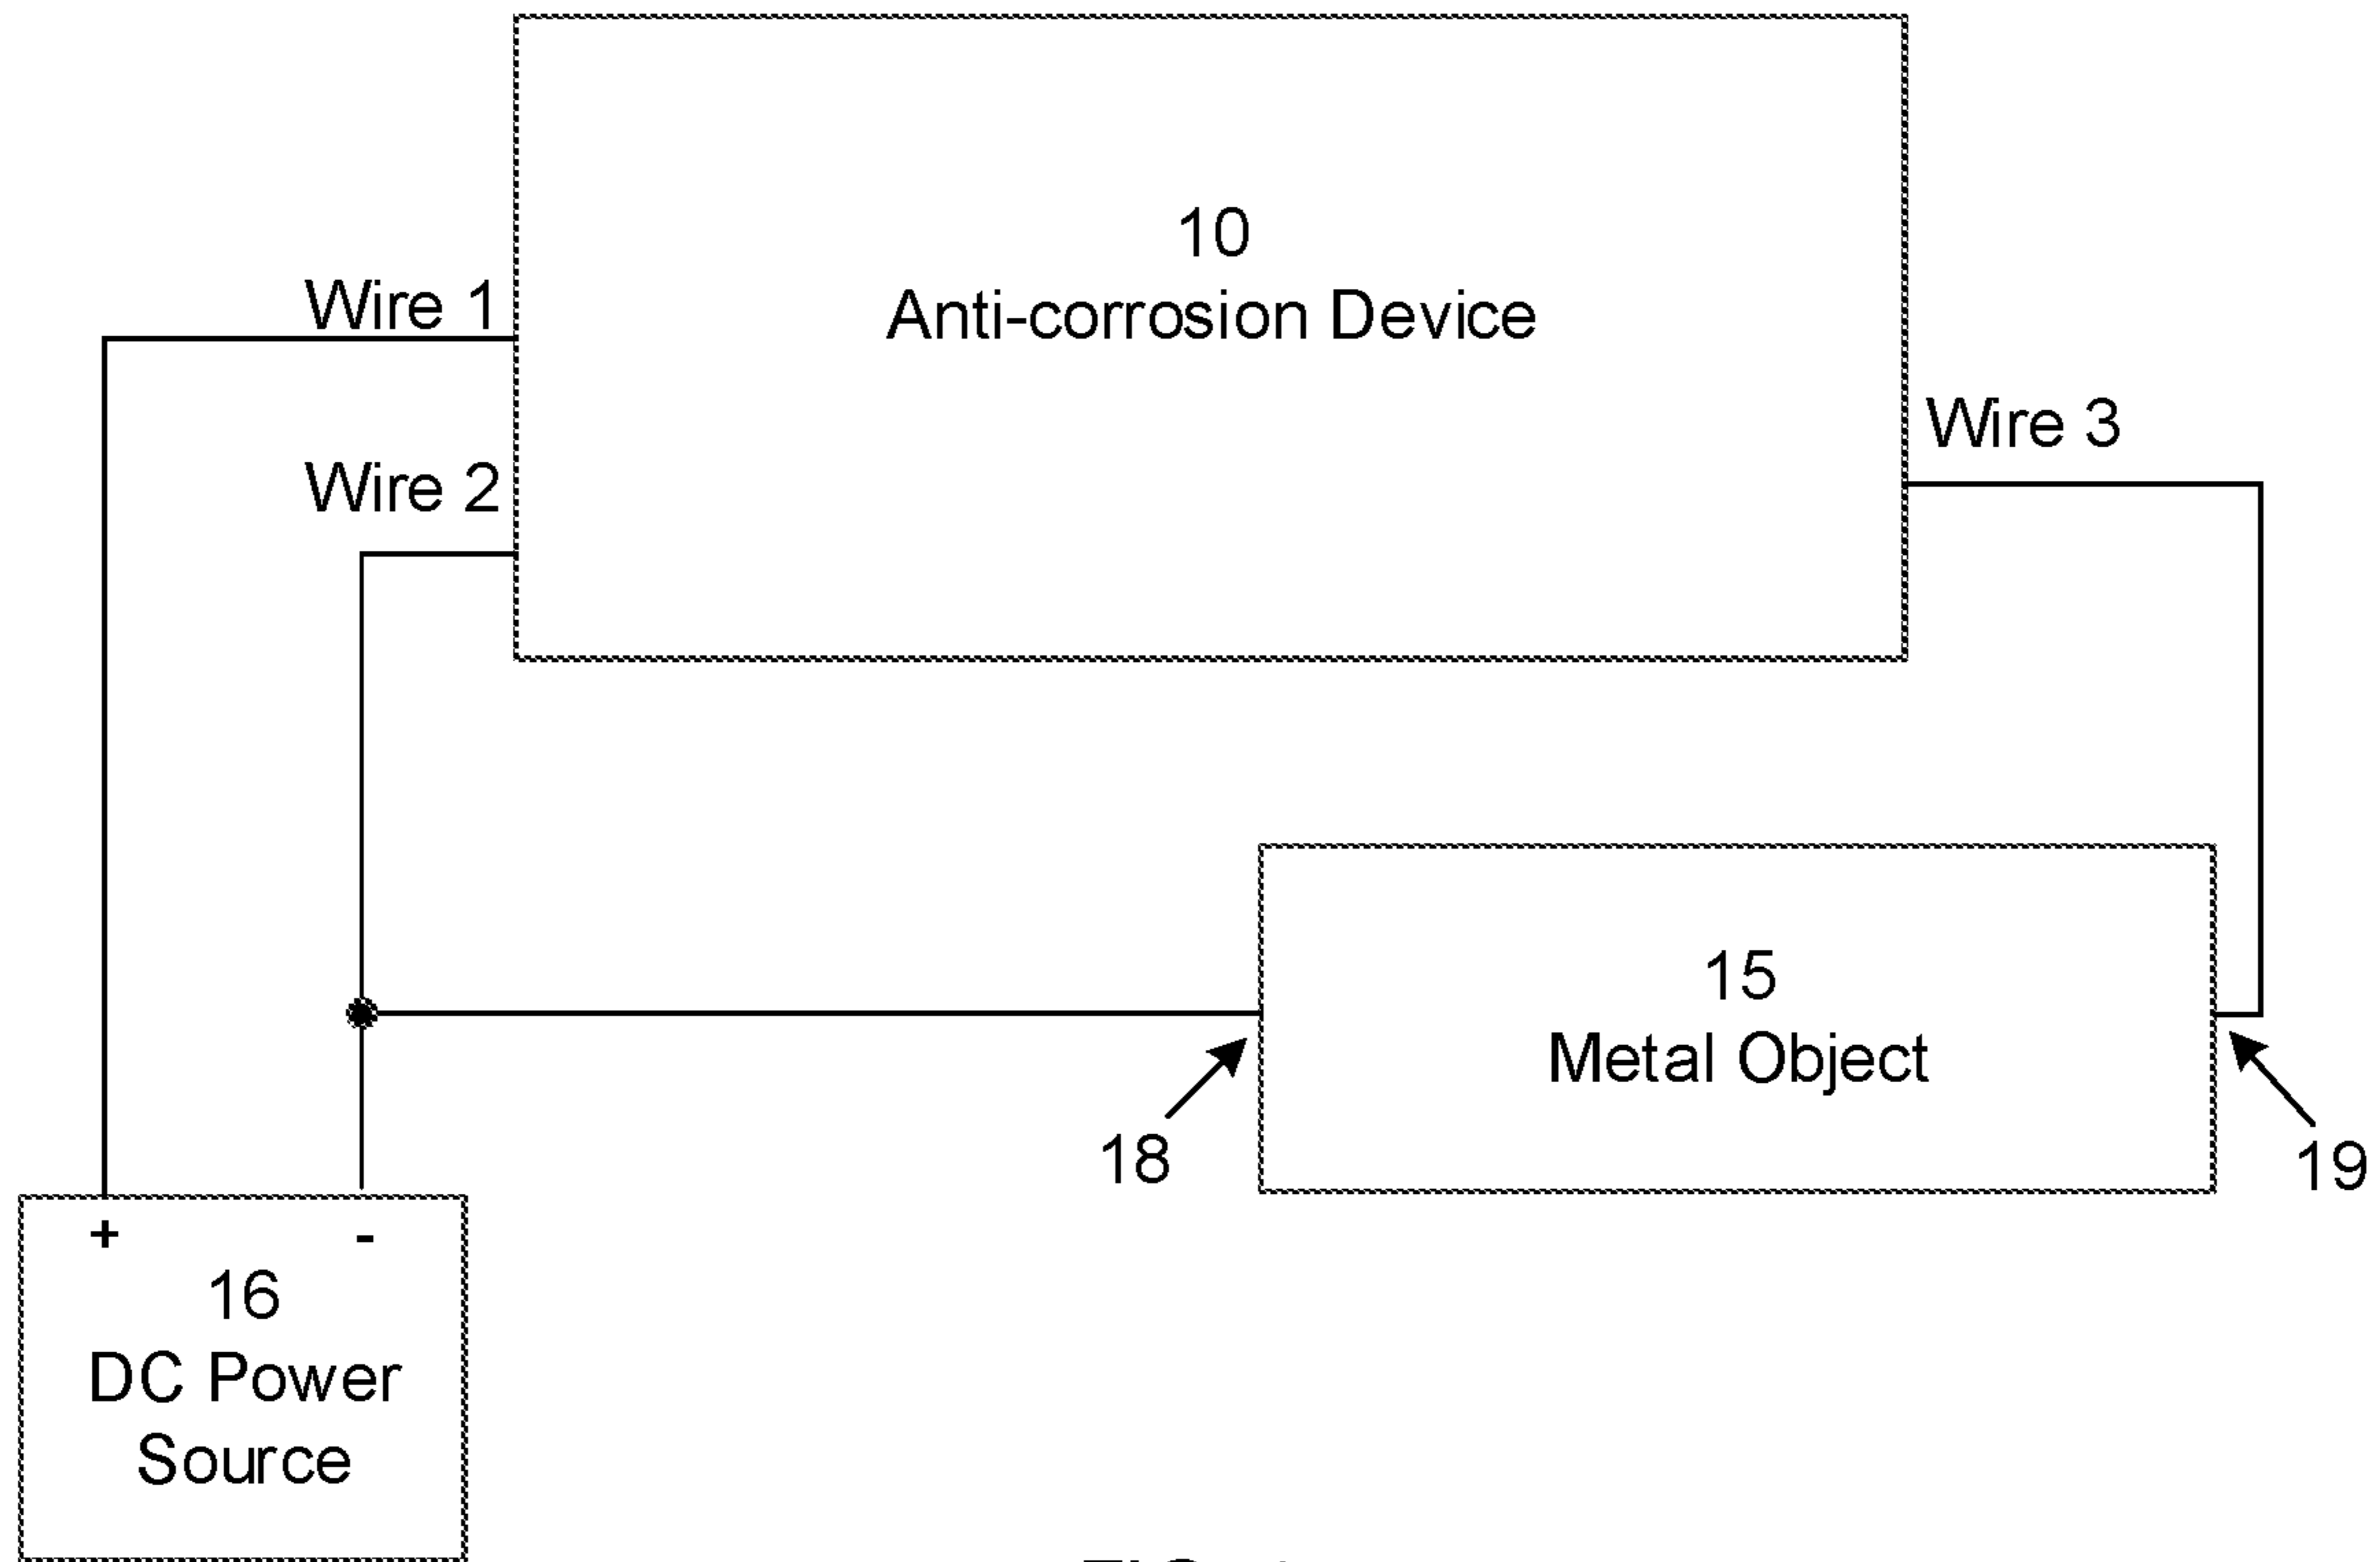 10
Anti-corrosion Device
Wire 1
Wire 2
Wire 3
15
Metal Object
18
19
+ -
16
DC Power
Source